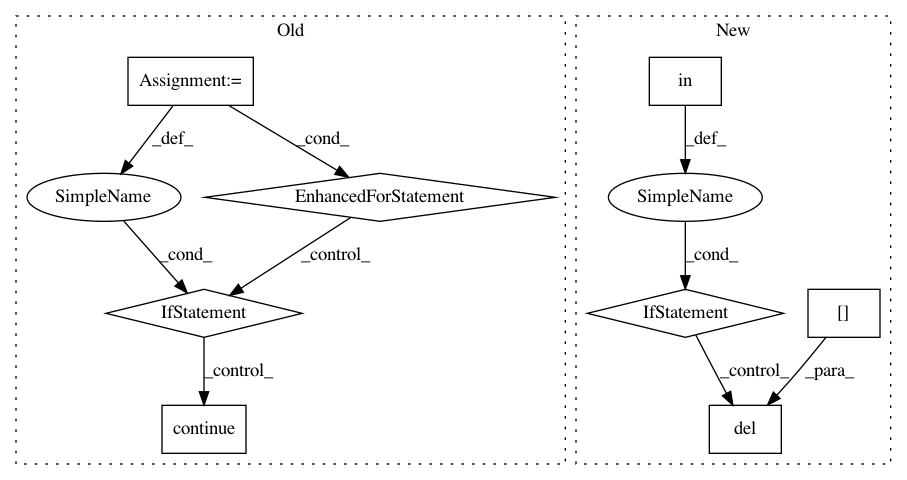 Old
New
Assignment:=
in
_def_
_cond_
_def_
SimpleName
EnhancedForStatement
SimpleName
_cond_
_control_
_cond_
IfStatement
IfStatement
[]
_control_
_control_
_para_
continue
del